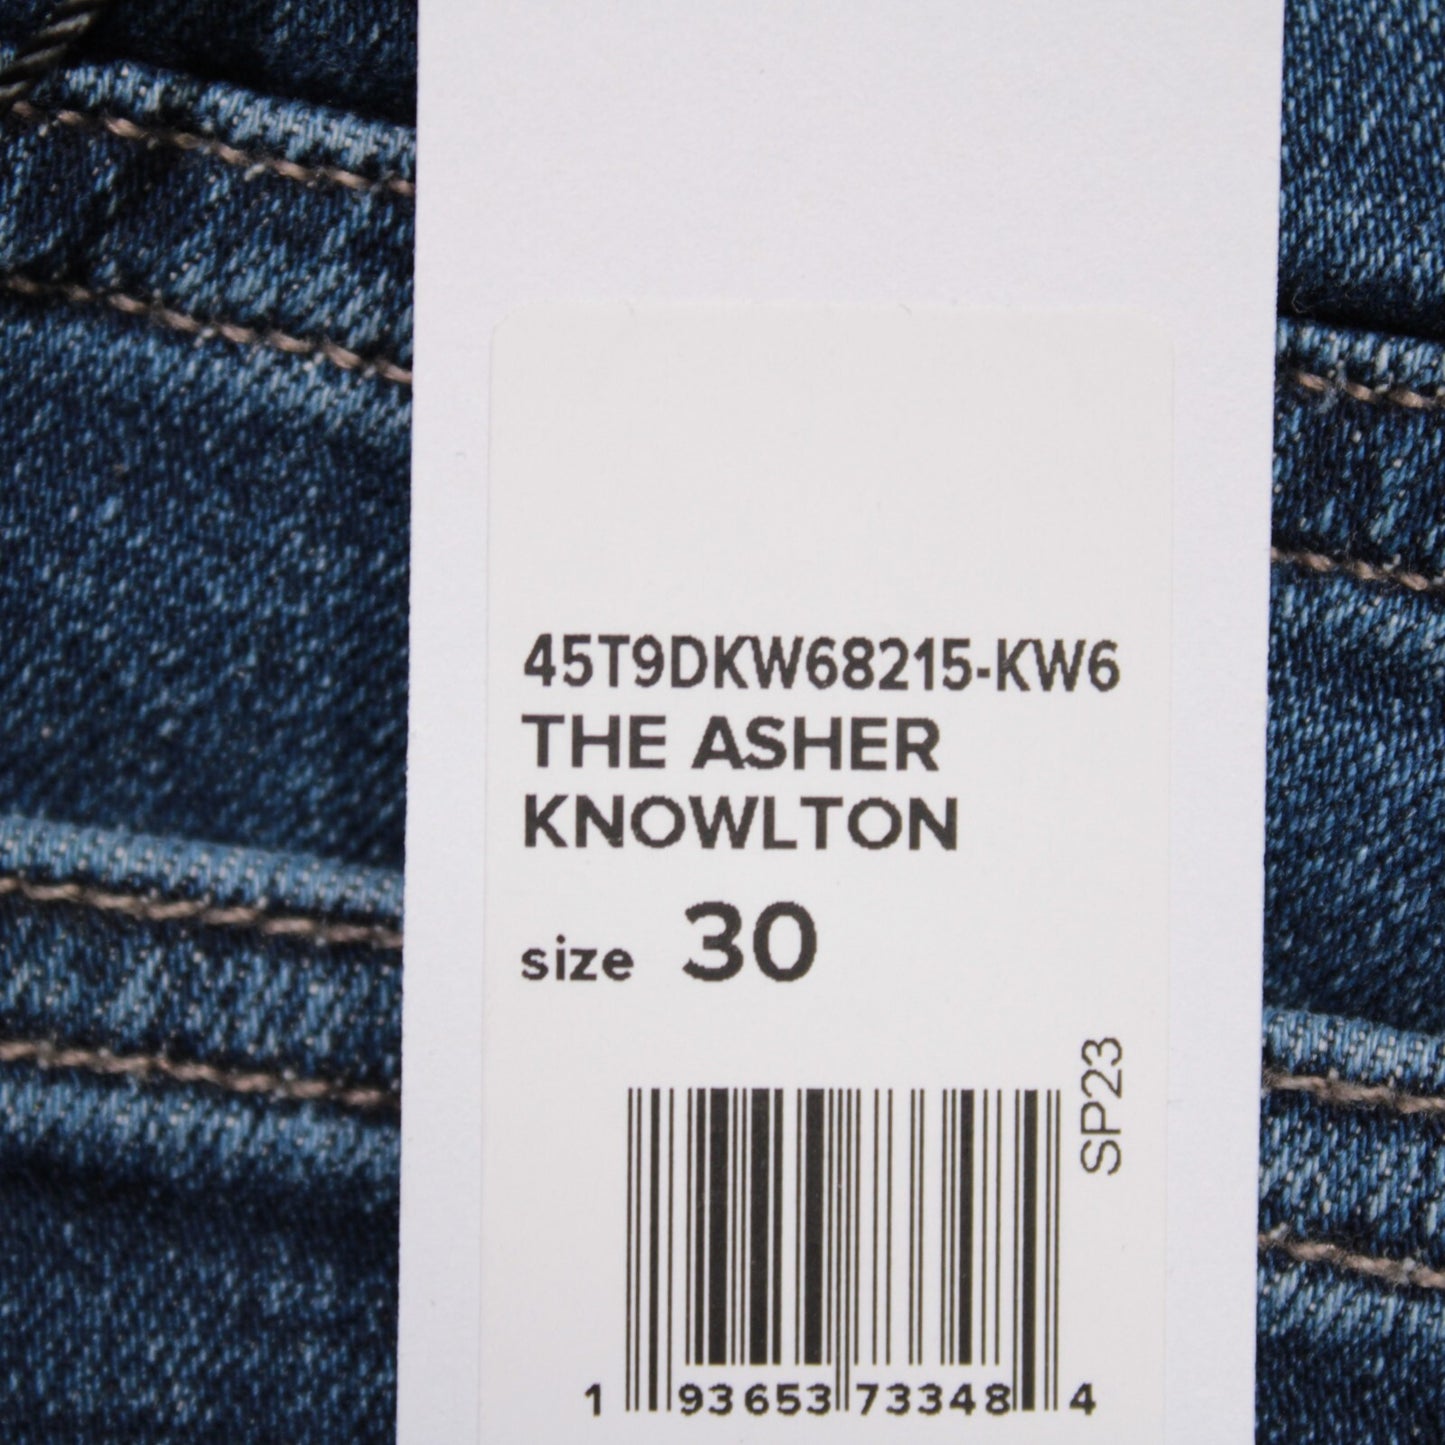 45T9DKW68215-KW6
THE ASHER
KNOWLTON
size 30
SP23
1 93653 73348 4